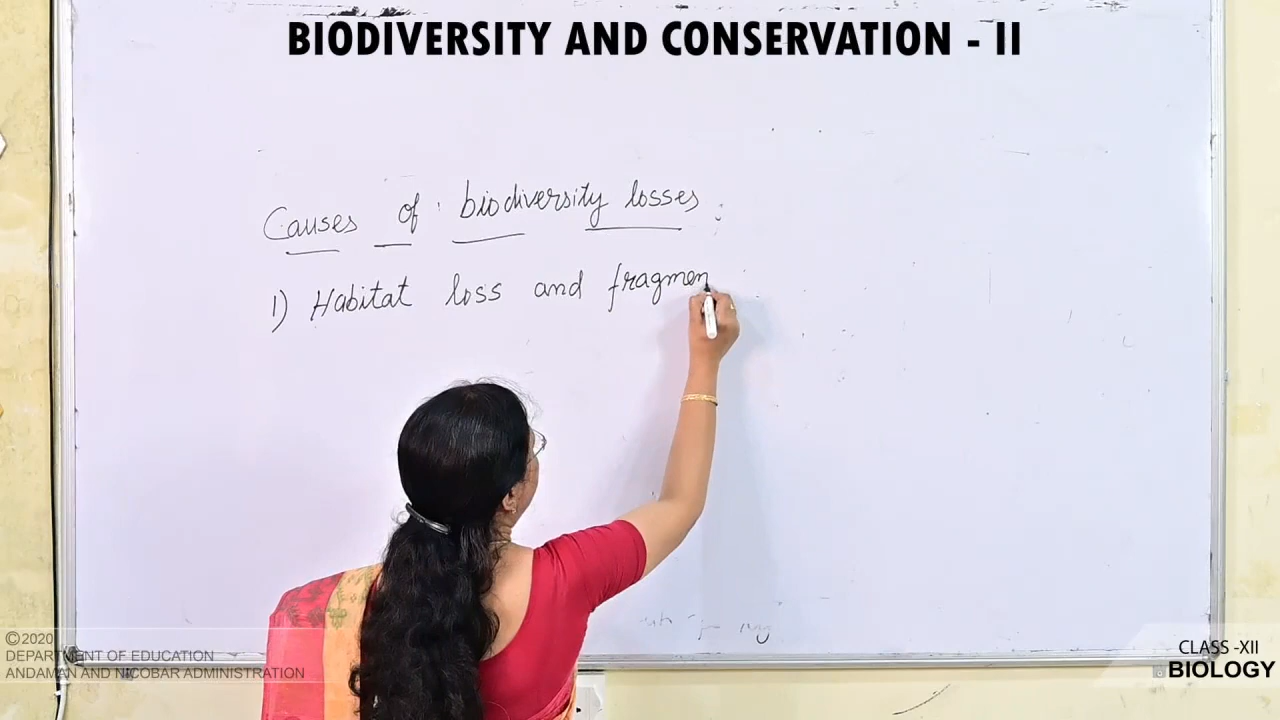 BIODIVERSITY AND CONSERVATION - II
Causes of biodiversity losses :
1) Habitat loss and fragmen
©2020
DEPARTMENT OF EDUCATION
ANDAMAN AND NICOBAR ADMINISTRATION
CLASS -XII
BIOLOGY